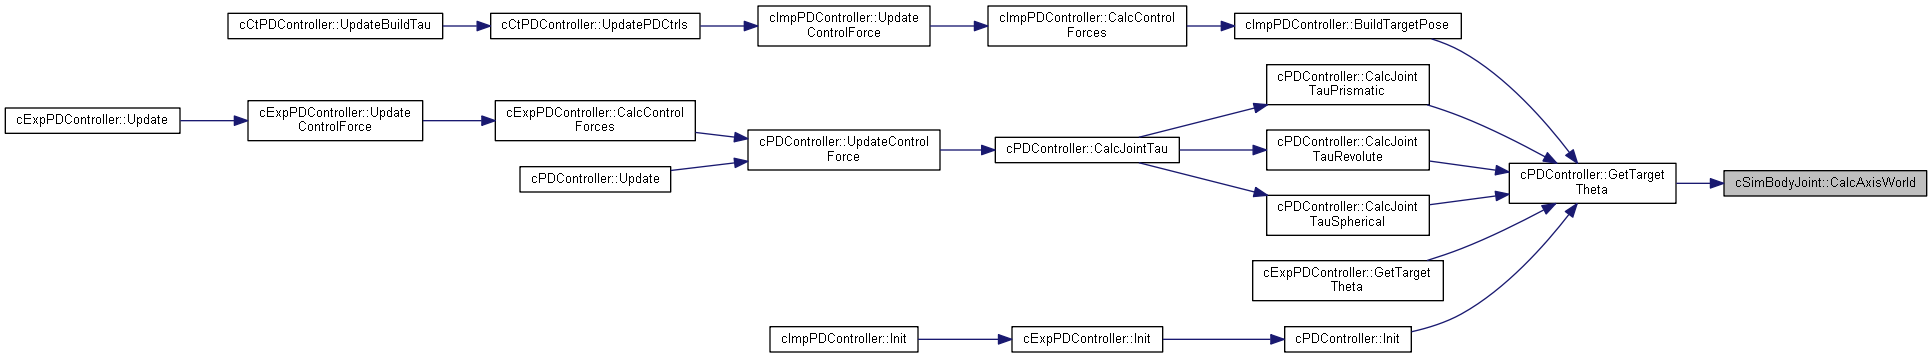 cCtPDController::UpdateBuildTau
cCtPDController::UpdatePDCtrls
cImpPDController::Update
ControlForce
cImpPDController::CalcControl
Forces
cImpPDController::BuildTargetPose
cExpPDController::Update
cExpPDController::Update
ControlForce
cExpPDController::CalcControl
Forces
cPDController::Update
cPDController::UpdateControl
Force
cPDController::CalcJointTau
cPDController::CalcJoint
TauPrismatic
cPDController::CalcJoint
TauRevolute
cPDController::CalcJoint
TauSpherical
cExpPDController::GetTarget
Theta
cImpPDController::Init
cExpPDController::Init
cPDController::Init
cPDController::GetTarget
Theta
cSimBodyJoint::CalcAxisWorld